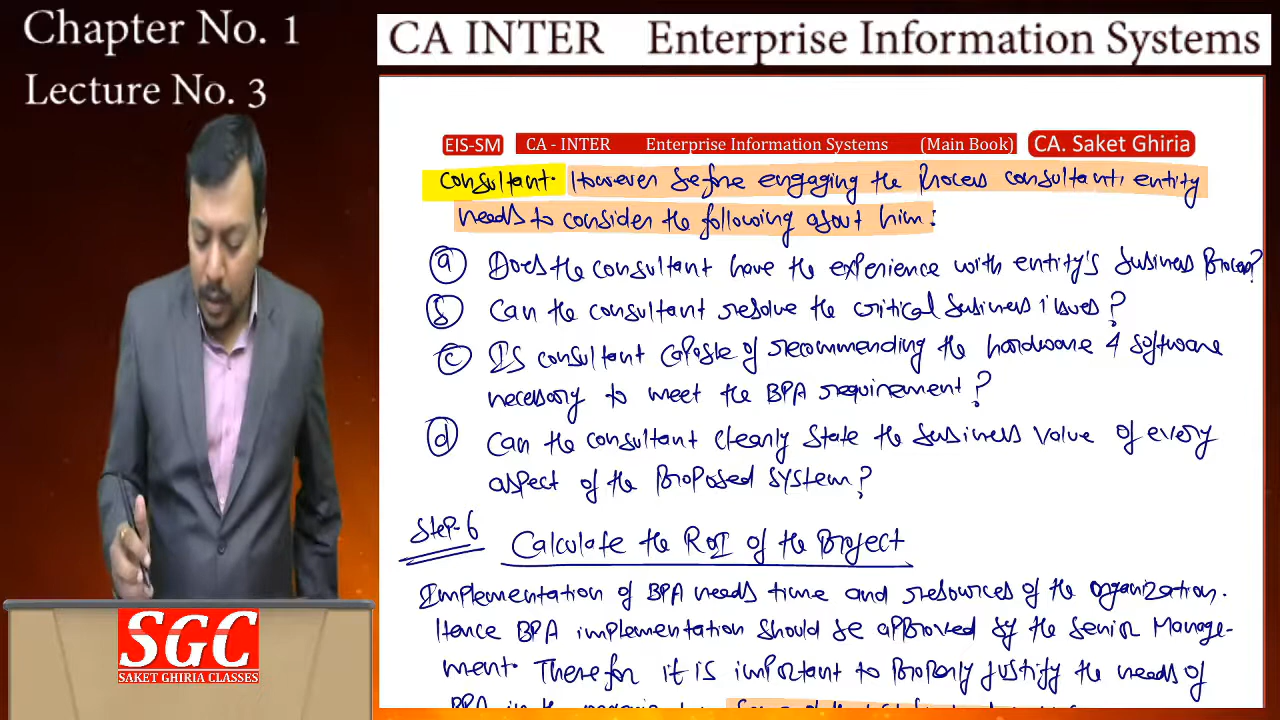 Chapter No. 1
Lecture No. 3
CA INTER Enterprise Information Systems
EIS-SM CA - INTER Enterprise Information Systems (Main Book) CA. Saket Ghiria
Consultant. However before engaging the Process consultant, entity
needs to consider the following about him:
(a) Does the consultant have the experience with entity's business Process?
(b) Can the consultant resolve the critical business issues?
(c) Is consultant capable of recommending the hardware & software
necessary to meet the BPA requirement?
(d) Can the consultant clearly state the business value of every
aspect of the Proposed system?
Step-6 Calculate the RoI of the Project
Implementation of BPA needs time and resources of the organization.
Hence BPA implementation should be approved by the senior Manage-
ment. Therefor it is important to Properly justify the needs of
BPA in the
SGC
SAKET GHIRIA CLASSES